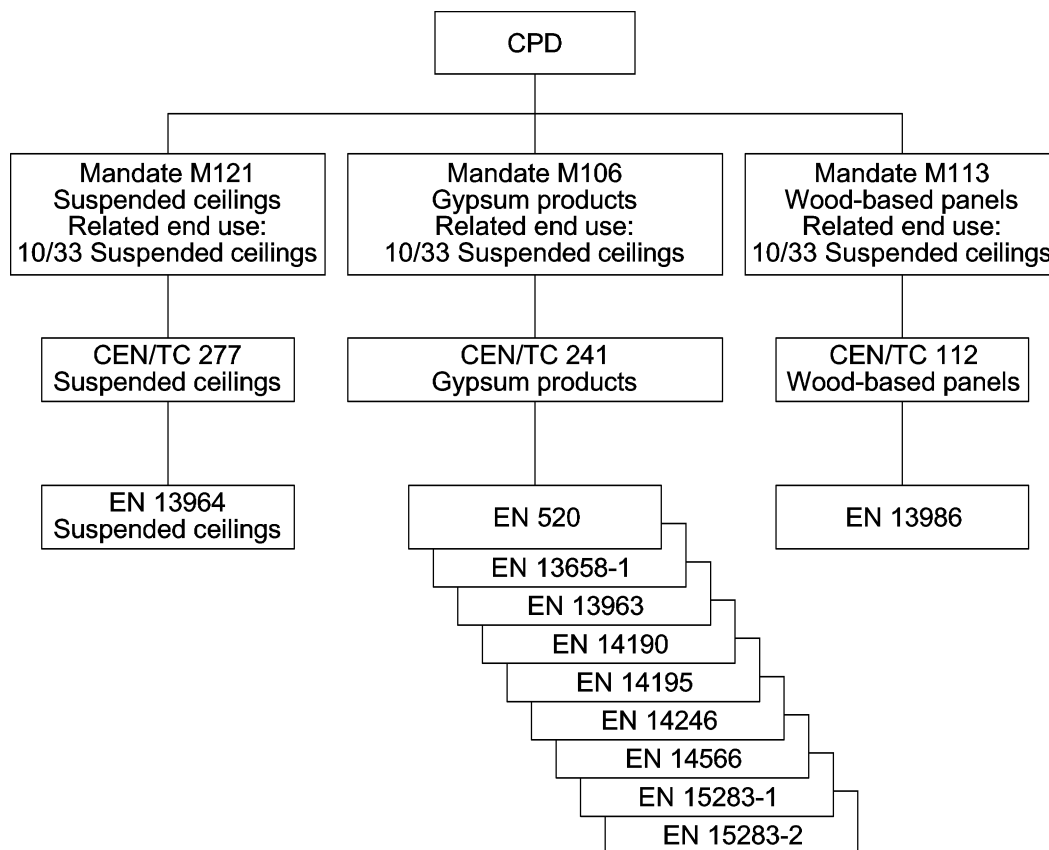 CPD
Mandate M121
Suspended ceilings
Related end use:
10/33 Suspended ceilings
Mandate M106
Gypsum products
Related end use:
10/33 Suspended ceilings
Mandate M113
Wood-based panels
Related end use:
10/33 Suspended ceilings
CEN/TC 277
Suspended ceilings
CEN/TC 241
Gypsum products
CEN/TC 112
Wood-based panels
EN 13964
Suspended ceilings
EN 520
EN 13658-1
EN 13963
EN 14190
EN 14195
EN 14246
EN 14566
EN 15283-1
EN 15283-2
EN 13986